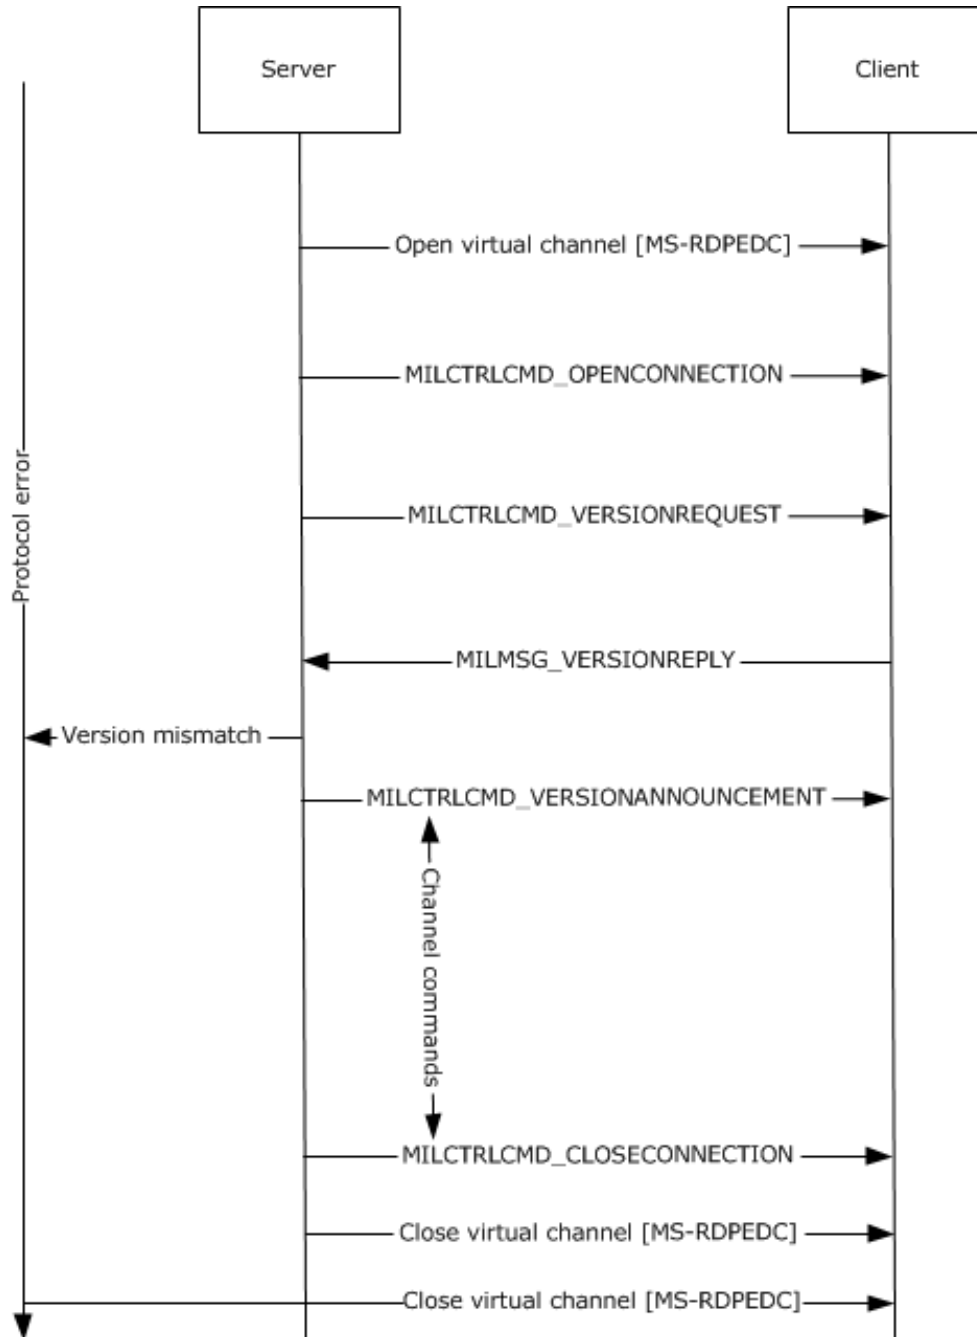 Server
Client
Open virtual channel [MS-RDPEDC]
MILCTRLCMD_OPENCONNECTION
Protocol error
MILCTRLCMD_VERSIONREQUEST
MILMSG_VERSIONREPLY
Version mismatch
MILCTRLCMD_VERSIONANNOUNCEMENT
Channel commands
MILCTRLCMD_CLOSECONNECTION
Close virtual channel [MS-RDPEDC]
Close virtual channel [MS-RDPEDC]